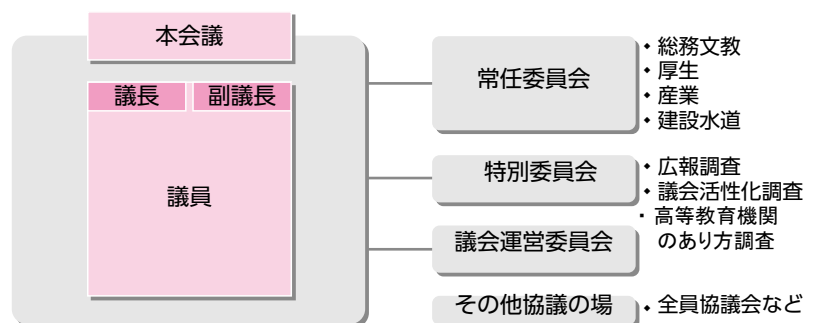 本会議
議長
副議長
議員
常任委員会
・総務文教
・厚生
・産業
・建設水道
特別委員会
・広報調査
・議会活性化調査
・高等教育機関
のあり方調査
議会運営委員会
その他協議の場
・全員協議会など